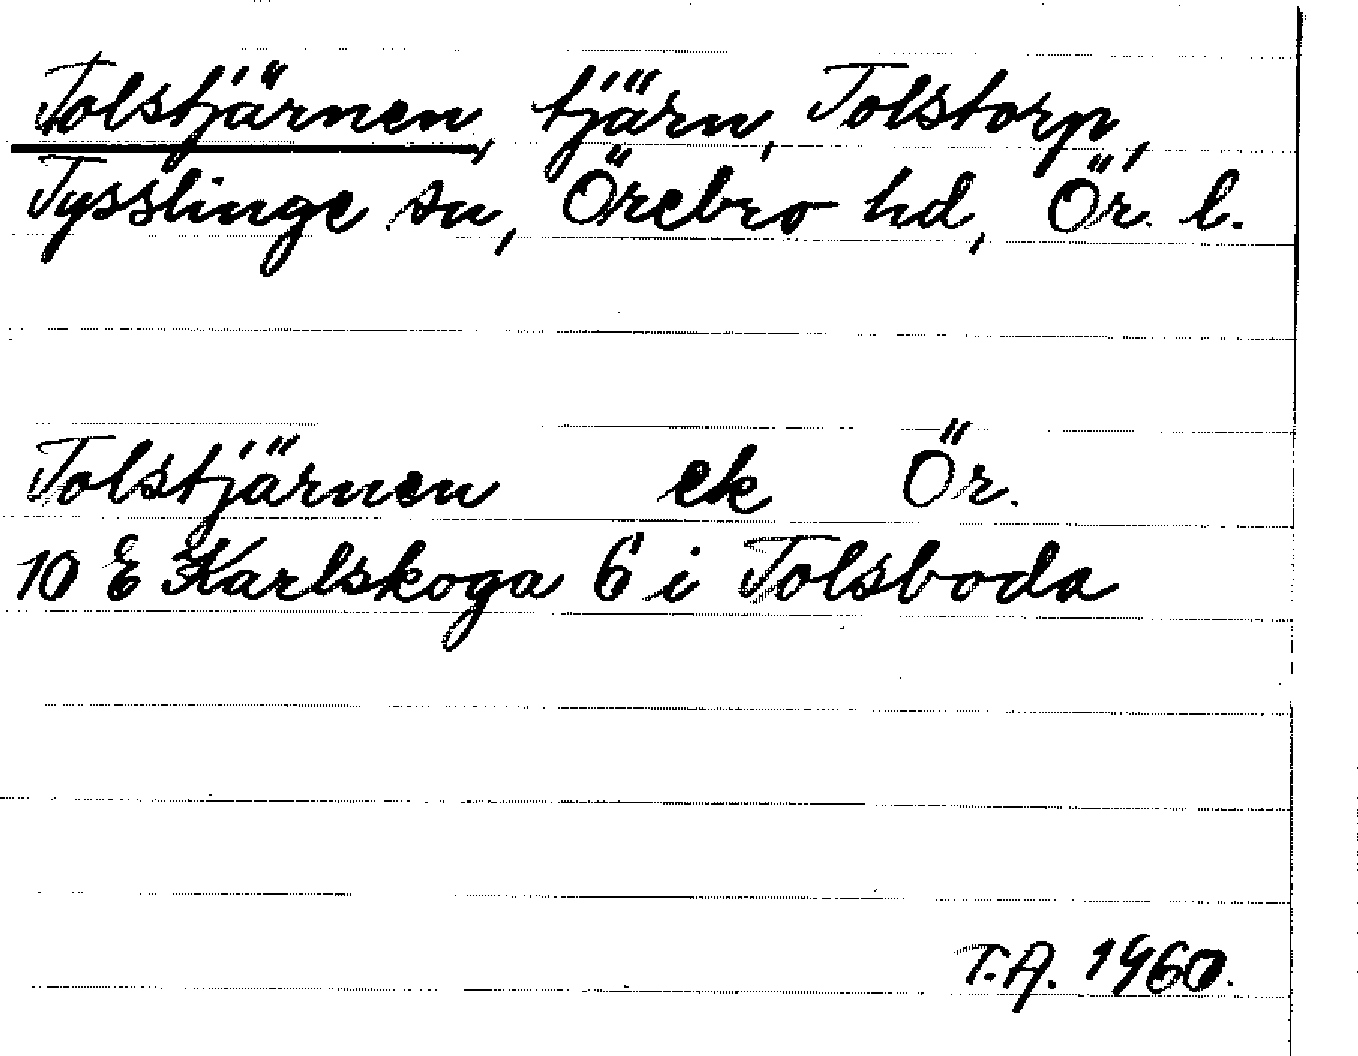 Tolstjärnen, tjärn, Tolstorp,
Tysslinge sn, Örebro hd, Ör. l.
Tolstjärnen ek Ör.
10 E Karlskoga 6 i Tolsboda
T.A. 1960.